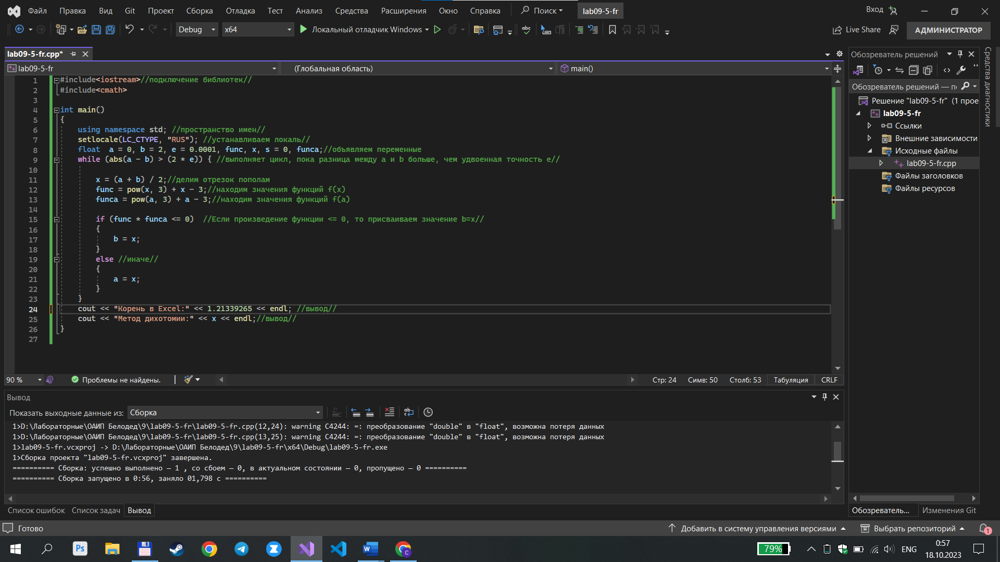 Файл Правка Вид Git Проект Сборка Отладка Тест Анализ Средства Расширения Окно Справка Поиск lab09-5-fr Вход
Debug x64 Локальный отладчик Windows Live Share АДМИНИСТРАТОР
lab09-5-fr.cpp*
lab09-5-fr (Глобальная область) main()
1 #include<iostream>//подключение библиотек//
2 #include<cmath>
3
4 int main()
5 {
6 using namespace std; //пространство имен//
7 setlocale(LC_CTYPE, "RUS"); //устанавливаем локаль//
8 float  a = 0, b = 2, e = 0.0001, func, x, s = 0, funca;//объявляем переменные
9 while (abs(a - b) > (2 * e)) { //выполняет цикл, пока разница между a и b больше, чем удвоенная точность e//
10
11 x = (a + b) / 2;//делим отрезок пополам
12 func = pow(x, 3) + x - 3;//находим значения функций f(x)
13 funca = pow(a, 3) + a - 3;//находим значения функций f(a)
14
15 if (func * funca <= 0)  //Если произведение функции <= 0, то присваиваем значение b=x//
16 {
17 b = x;
18 }
19 else //иначе//
20 {
21 a = x;
22 }
23 }
24 cout << "Корень в Excel:" << 1.21339265 << endl; //вывод//
25 cout << "Метод дихотомии:" << x << endl;//вывод//
26 }
27
90 % Проблемы не найдены. Стр: 24 Симв: 50 Столб: 53 Табуляция CRLF
Вывод
Показать выходные данные из: Сборка
1>D:\Лабораторные\ОАИП Белодед\9\lab09-5-fr\lab09-5-fr.cpp(12,24): warning C4244: =: преобразование "double" в "float", возможна потеря данных
1>D:\Лабораторные\ОАИП Белодед\9\lab09-5-fr\lab09-5-fr.cpp(13,25): warning C4244: =: преобразование "double" в "float", возможна потеря данных
1>lab09-5-fr.vcxproj -> D:\Лабораторные\ОАИП Белодед\9\lab09-5-fr\x64\Debug\lab09-5-fr.exe
1>Сборка проекта "lab09-5-fr.vcxproj" завершена.
========== Сборка: успешно выполнено – 1 , со сбоем – 0, в актуальном состоянии – 0, пропущено – 0 ==========
========== Сборка запущено в 0:56, заняло 01,798 с ==========
Список ошибок Список задач Вывод
Обозреватель решений
Обозреватель решений — по
Решение "lab09-5-fr" (1 прое
lab09-5-fr
Ссылки
Внешние зависимости
Исходные файлы
lab09-5-fr.cpp
Файлы заголовков
Файлы ресурсов
Обозреватель... Изменения Git
Средства диагностики
Готово Добавить в систему управления версиями Выбрать репозиторий 1
Ps 79% ENG 0:57
18.10.2023